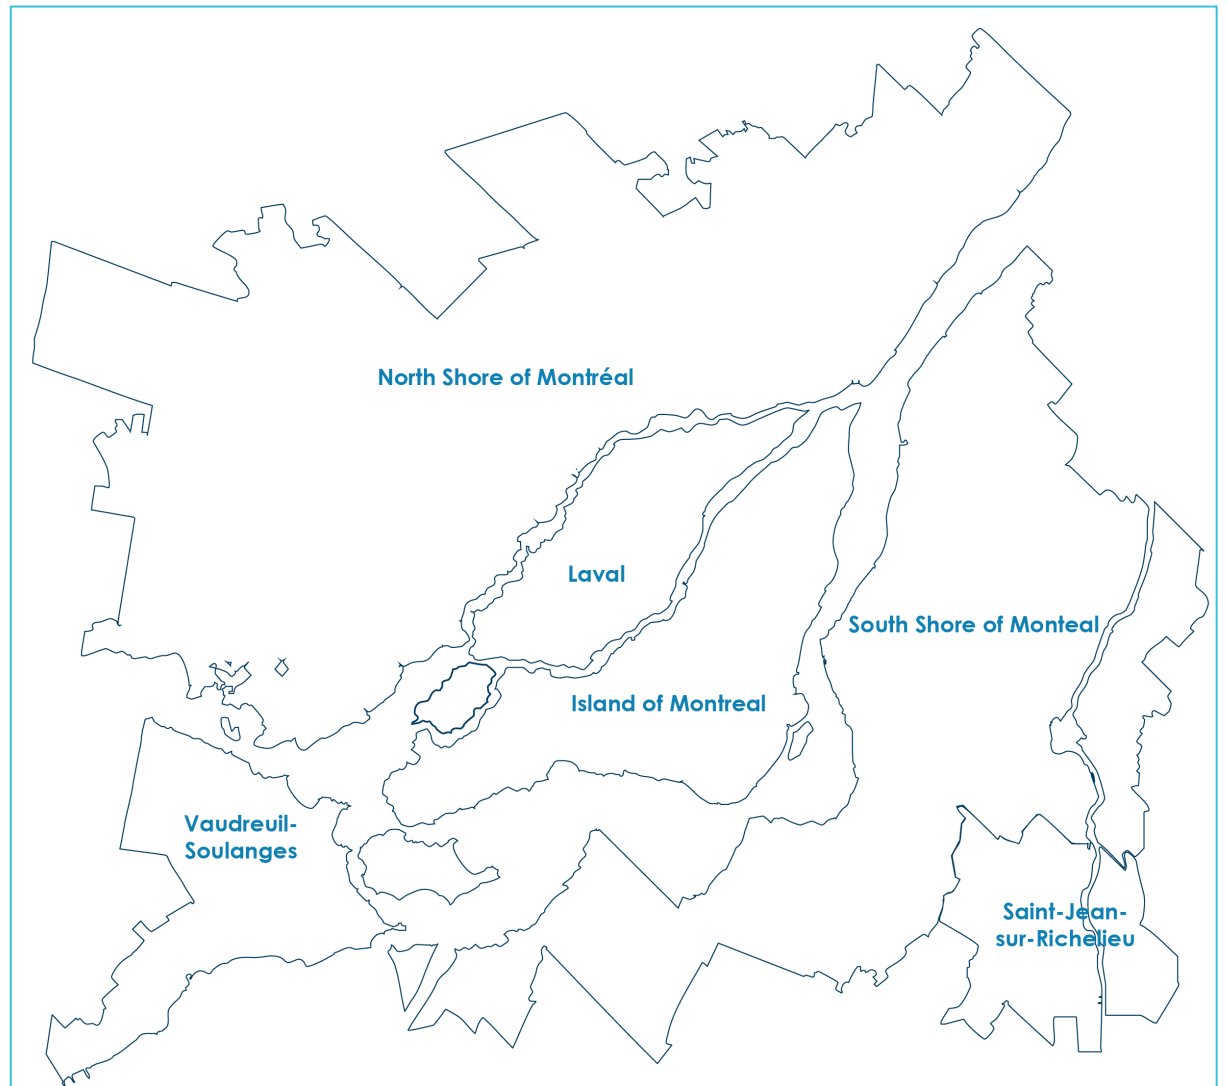 North Shore of Montréal
Laval
South Shore of Monteal
Island of Montreal
Vaudreuil-
Soulanges
Saint-Jean-
sur-Richelieu